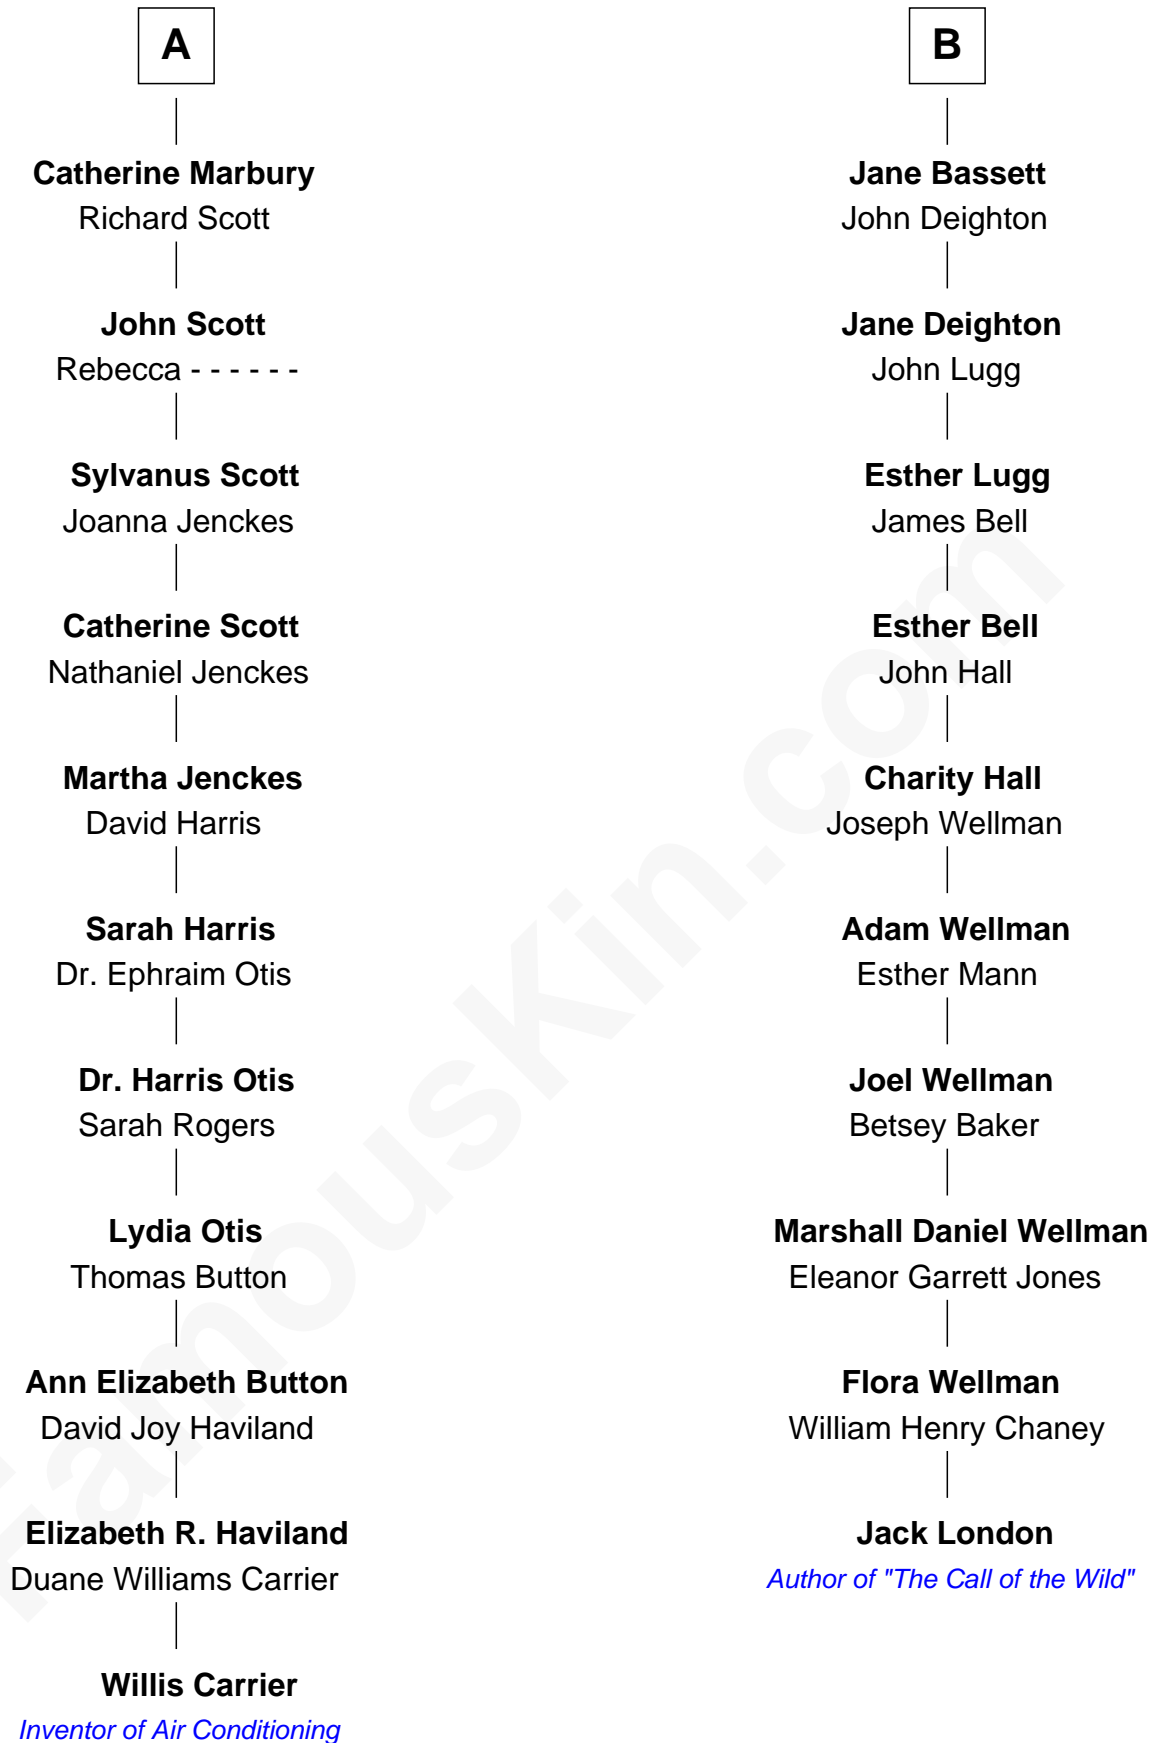 A
Catherine Marbury
Richard Scott
John Scott
Rebecca - - - - - -
Sylvanus Scott
Joanna Jenckes
Catherine Scott
Nathaniel Jenckes
Martha Jenckes
David Harris
Sarah Harris
Dr. Ephraim Otis
Dr. Harris Otis
Sarah Rogers
Lydia Otis
Thomas Button
Ann Elizabeth Button
David Joy Haviland
Elizabeth R. Haviland
Duane Williams Carrier
Willis Carrier
Inventor of Air Conditioning
B
Jane Bassett
John Deighton
Jane Deighton
John Lugg
Esther Lugg
James Bell
Esther Bell
John Hall
Charity Hall
Joseph Wellman
Adam Wellman
Esther Mann
Joel Wellman
Betsey Baker
Marshall Daniel Wellman
Eleanor Garrett Jones
Flora Wellman
William Henry Chaney
Jack London
Author of "The Call of the Wild"
FamousKin.com